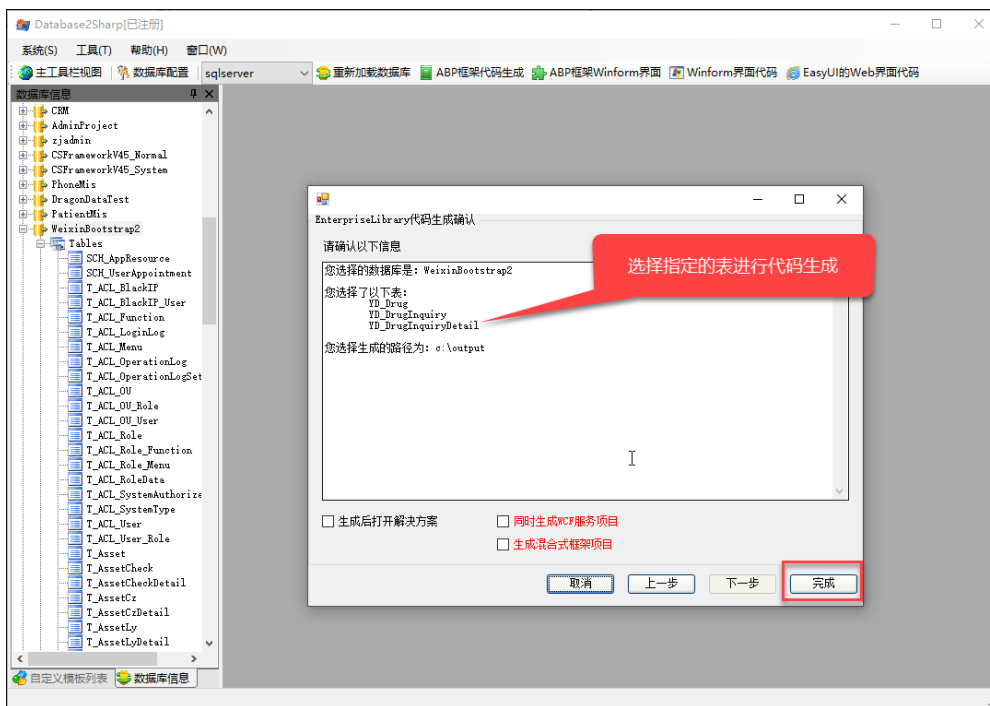 Database2Sharp[已注册]
系统(S) 工具(T) 帮助(H) 窗口(W)
主工具栏视图 数据库配置 sqlserver 重新加载数据库 ABP框架代码生成 ABP框架Winform界面 Winform界面代码 EasyUI的Web界面代码
数据库信息
CRM
AdminProject
zjadmin
CSFrameworkV45_Normal
CSFrameworkV45_System
PhoneMis
DragonDataTest
PatientMis
WeixinBootstrap2
Tables
SCH_AppResource
SCH_UserAppointment
T_ACL_BlackIP
T_ACL_BlackIP_User
T_ACL_Function
T_ACL_LoginLog
T_ACL_Menu
T_ACL_OperationLog
T_ACL_OperationLogSet
T_ACL_OU
T_ACL_OU_Role
T_ACL_OU_User
T_ACL_Role
T_ACL_Role_Function
T_ACL_Role_Menu
T_ACL_RoleData
T_ACL_SystemAuthorize
T_ACL_SystemType
T_ACL_User
T_ACL_User_Role
T_Asset
T_AssetCheck
T_AssetCheckDetail
T_AssetCz
T_AssetCzDetail
T_AssetLy
T_AssetLyDetail
自定义模板列表 数据库信息
EnterpriseLibrary代码生成确认
请确认以下信息
您选择的数据库是: WeixinBootstrap2
您选择了以下表:
YD_Drug
YD_DrugInquiry
YD_DrugInquiryDetail
您选择生成的路径为: c:\output
选择指定的表进行代码生成
生成后打开解决方案 同时生成WCF服务项目
生成混合式框架项目
取消 上一步 下一步 完成